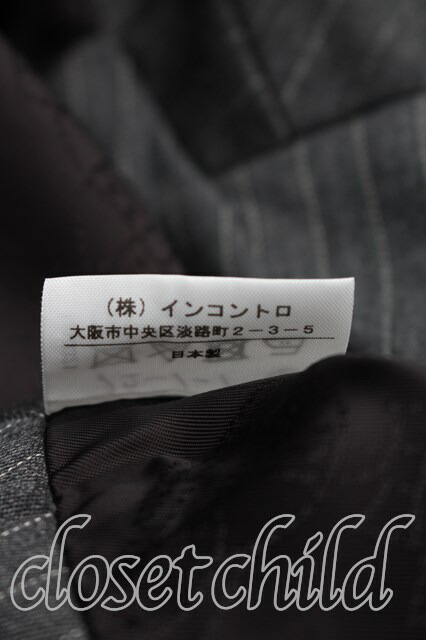 （株）インコントロ
大阪市中央区淡路町２－３－５
日本製
closet child